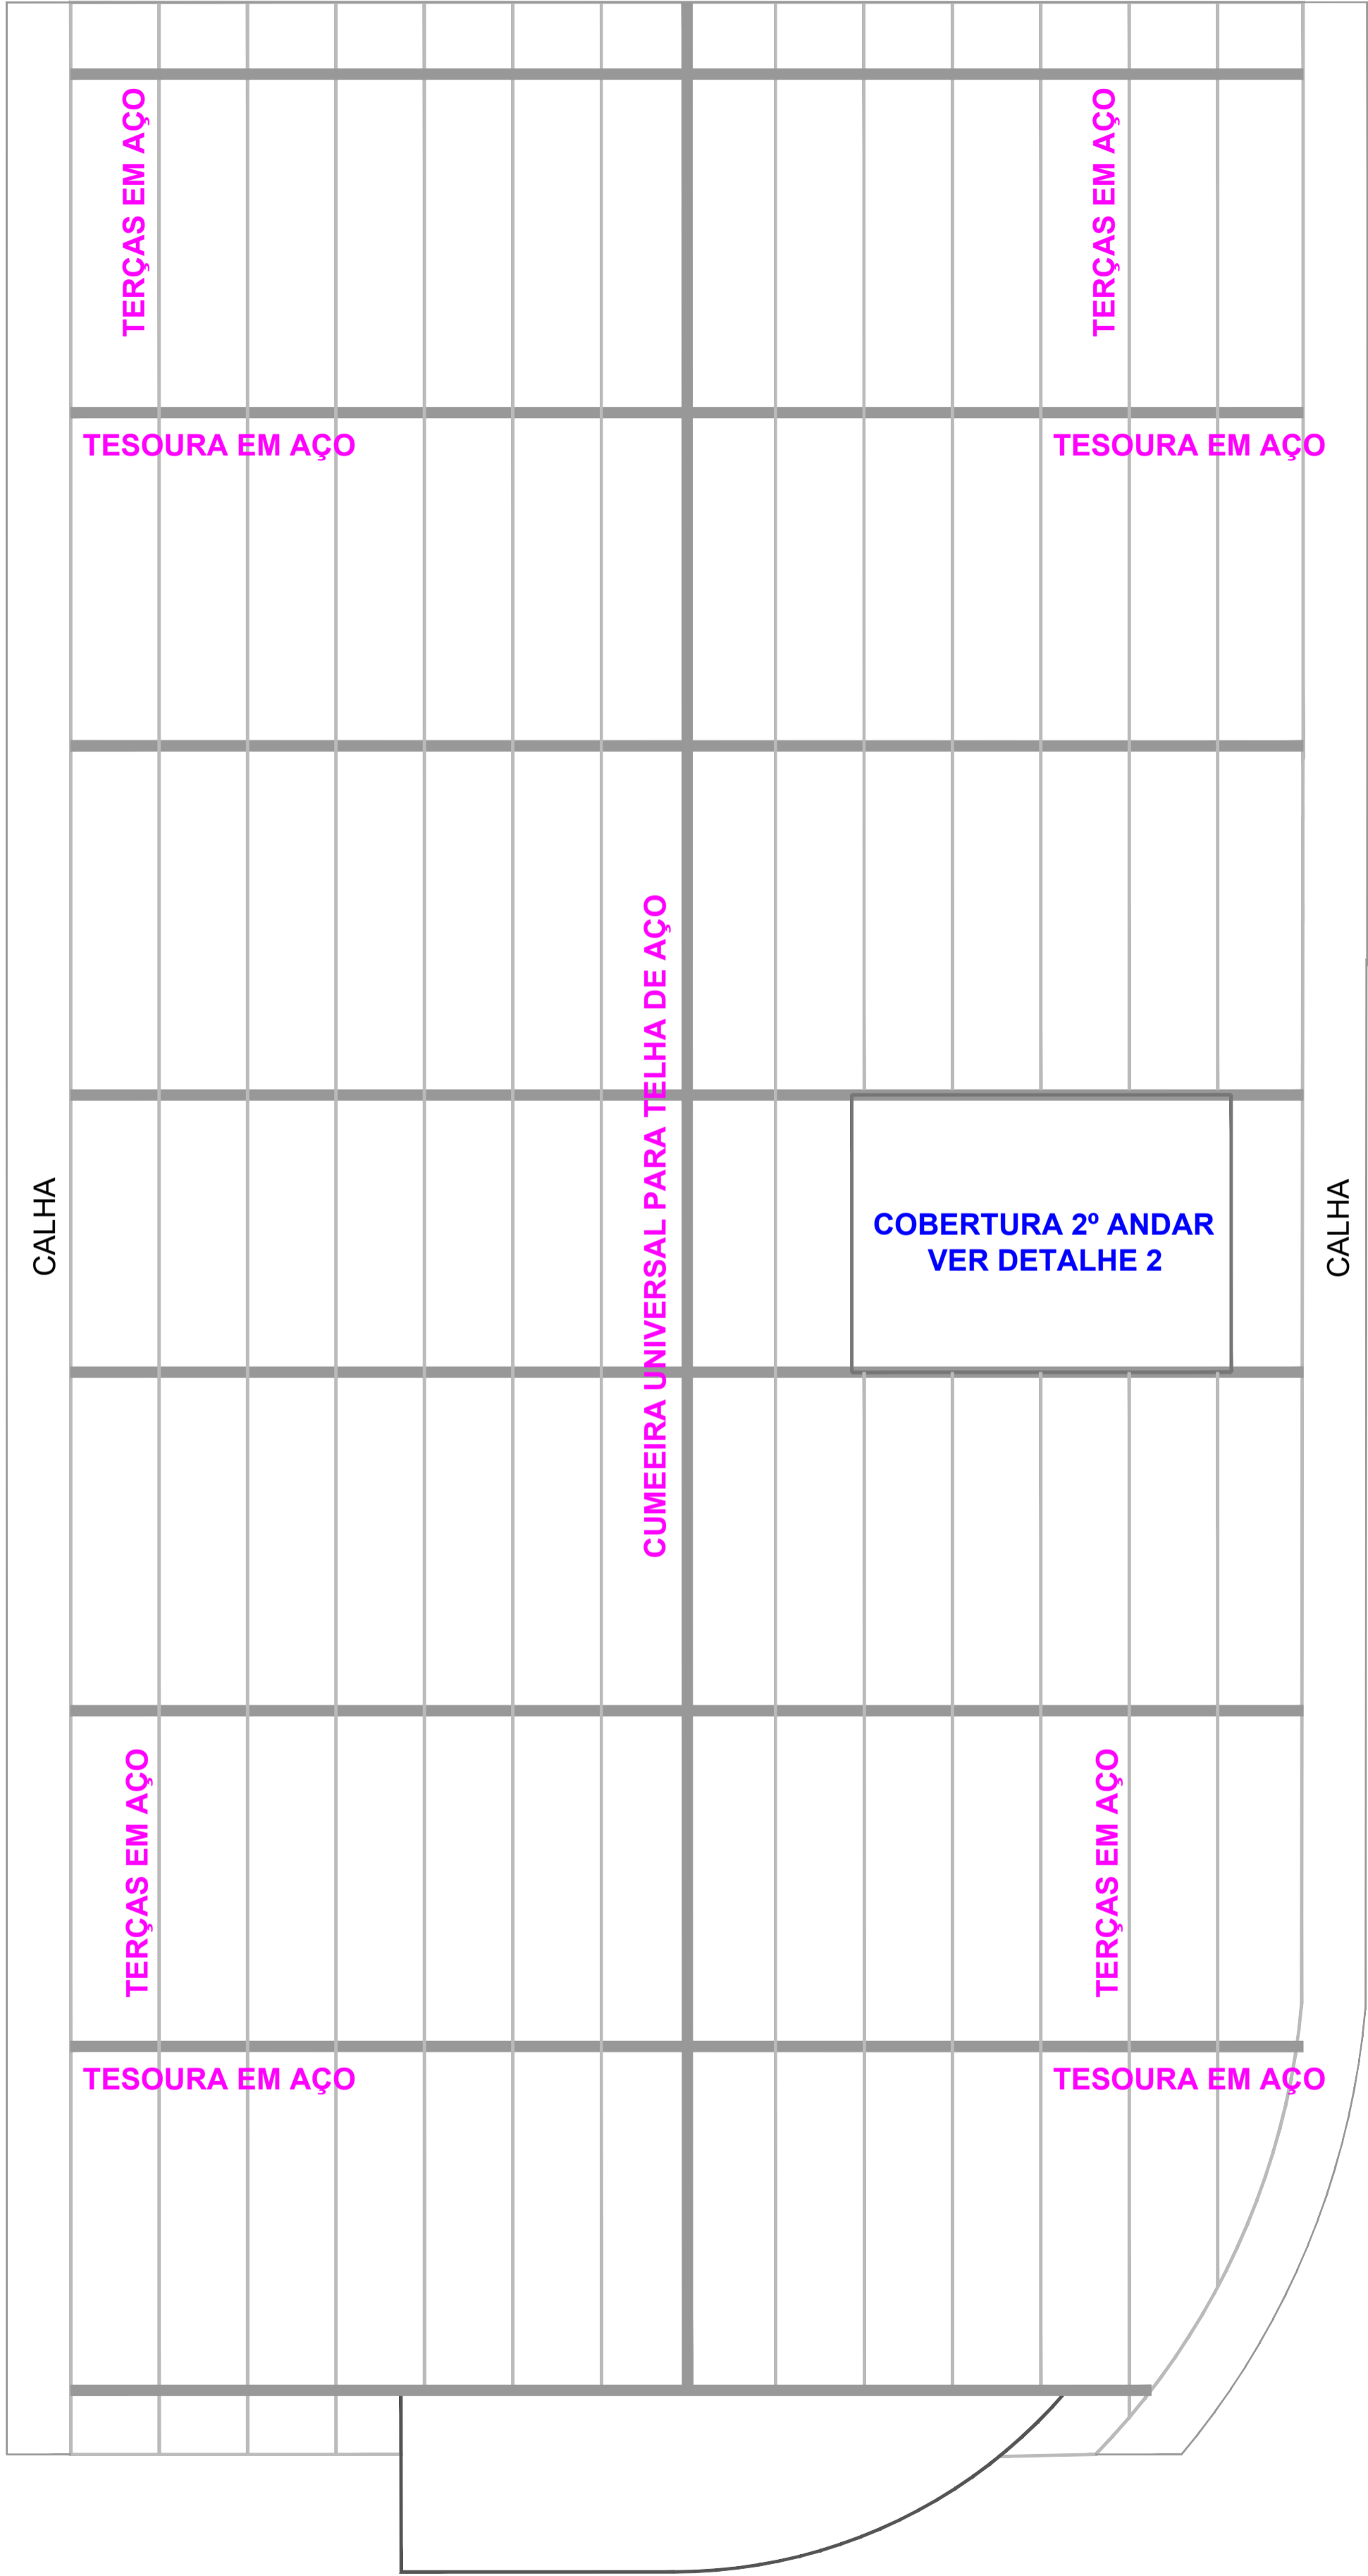 TERÇAS EM AÇO
TERÇAS EM AÇO
TESOURA EM AÇO
TESOURA EM AÇO
CUMEEIRA UNIVERSAL PARA TELHA DE AÇO
CALHA
COBERTURA 2º ANDAR
VER DETALHE 2
CALHA
TERÇAS EM AÇO
TERÇAS EM AÇO
TESOURA EM AÇO
TESOURA EM AÇO